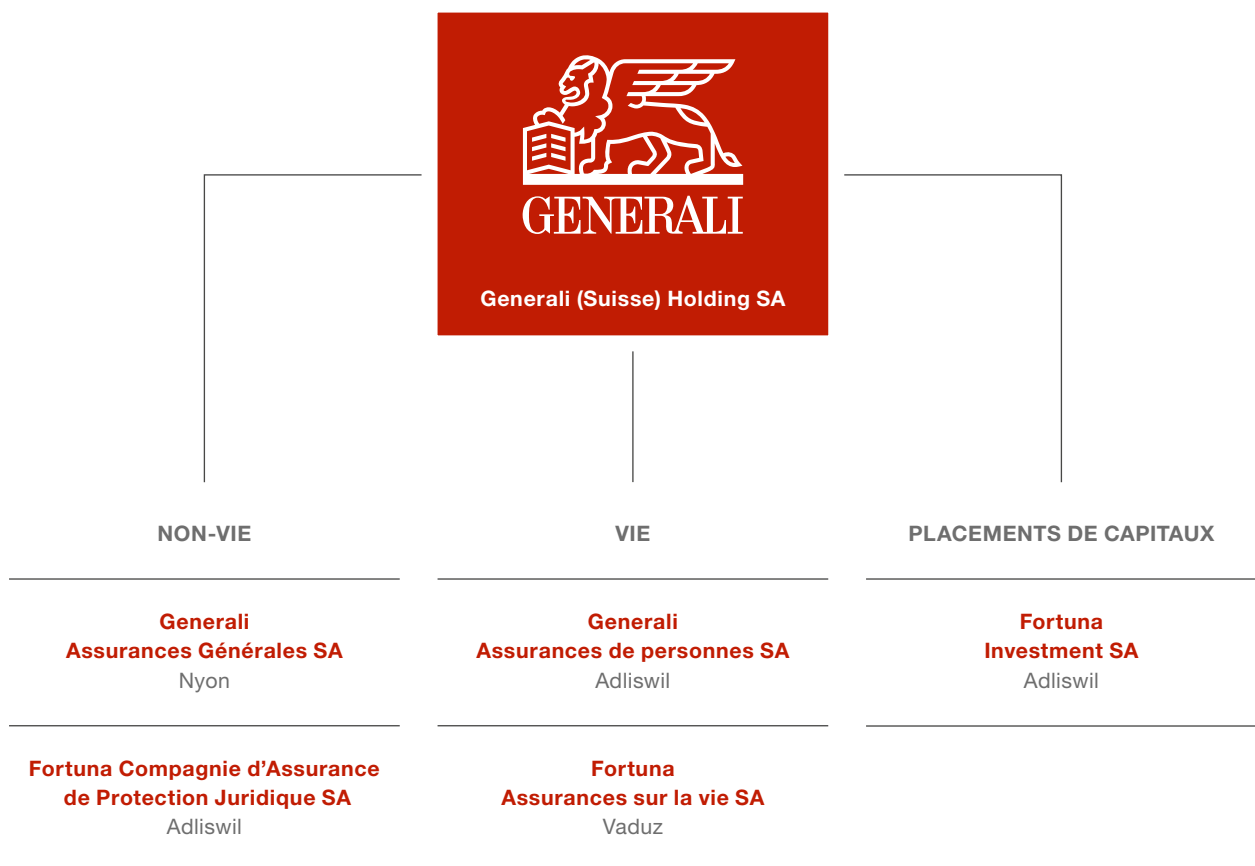 GENERALI
Generali (Suisse) Holding SA
NON-VIE
Generali
Assurances Générales SA
Nyon
Fortuna Compagnie d’Assurance
de Protection Juridique SA
Adliswil
VIE
Generali
Assurances de personnes SA
Adliswil
Fortuna
Assurances sur la vie SA
Vaduz
PLACEMENTS DE CAPITAUX
Fortuna
Investment SA
Adliswil